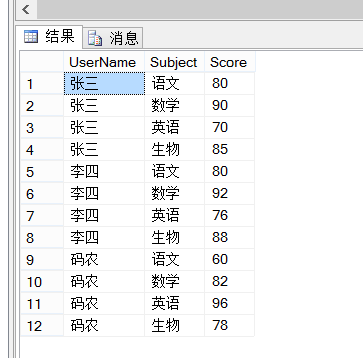 结果 消息
UserName Subject Score
1 张三 语文 80
2 张三 数学 90
3 张三 英语 70
4 张三 生物 85
5 李四 语文 80
6 李四 数学 92
7 李四 英语 76
8 李四 生物 88
9 码农 语文 60
10 码农 数学 82
11 码农 英语 96
12 码农 生物 78